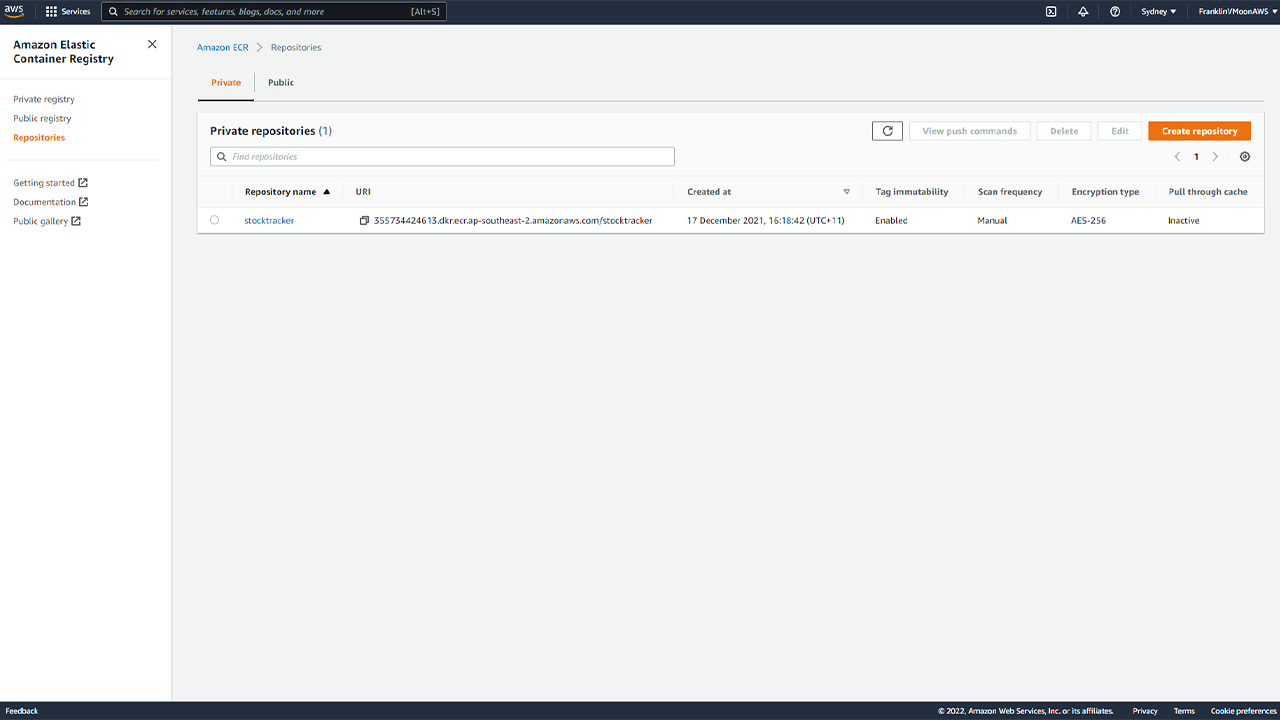 aws Services Search for services, features, blogs, docs, and more [Alt+S] Sydney FranklinVMoonAWS
Amazon Elastic
Container Registry
Private registry
Public registry
Repositories
Getting started
Documentation
Public gallery
Amazon ECR Repositories
Private Public
Private repositories (1) View push commands Delete Edit Create repository
Find repositories 1
Repository name URI Created at Tag immutability Scan frequency Encryption type Pull through cache
stocktracker 355734424613.dkr.ecr.ap-southeast-2.amazonaws.com/stocktracker 17 December 2021, 16:18:42 (UTC+11) Enabled Manual AES-256 Inactive
Feedback © 2022, Amazon Web Services, Inc. or its affiliates. Privacy Terms Cookie preferences